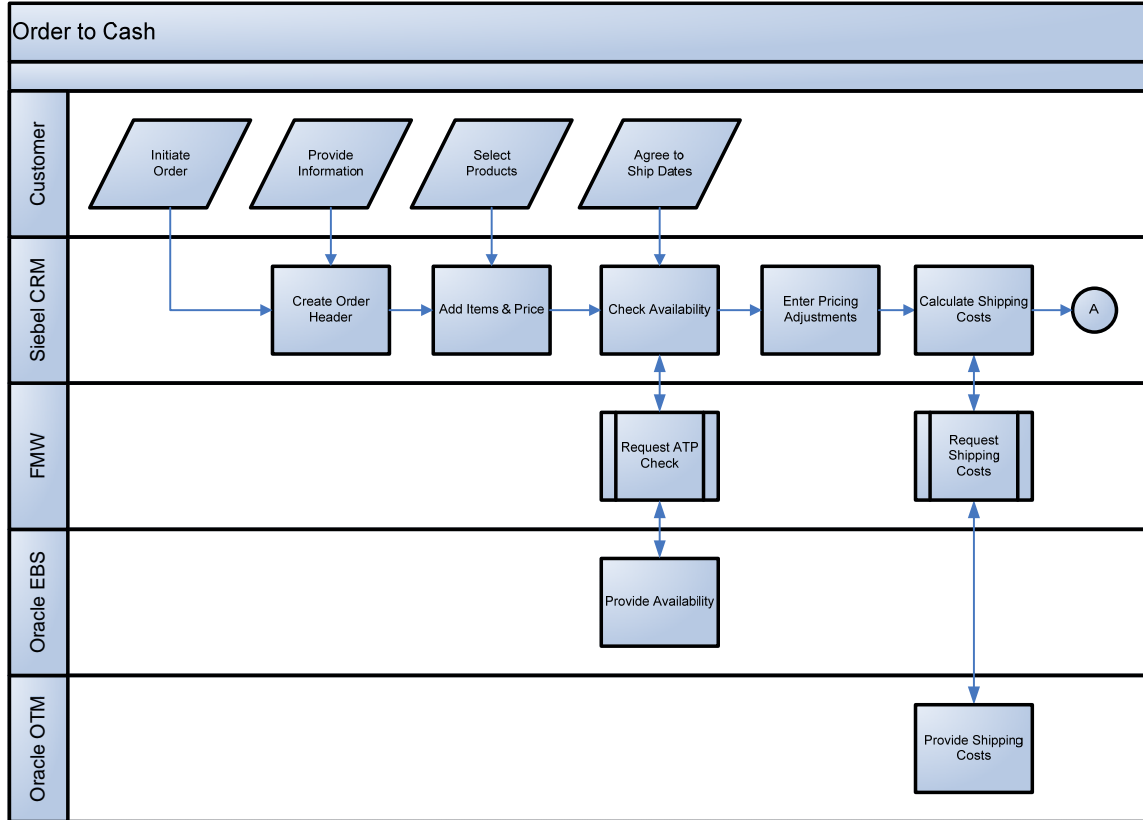 Order to Cash
Customer
Initiate
Order
Provide
Information
Select
Products
Agree to
Ship Dates
Siebel CRM
Create Order
Header
Add Items & Price
Check Availability
Enter Pricing
Adjustments
Calculate Shipping
Costs
A
FMW
Request ATP
Check
Request
Shipping
Costs
Oracle EBS
Provide Availability
Oracle OTM
Provide Shipping
Costs